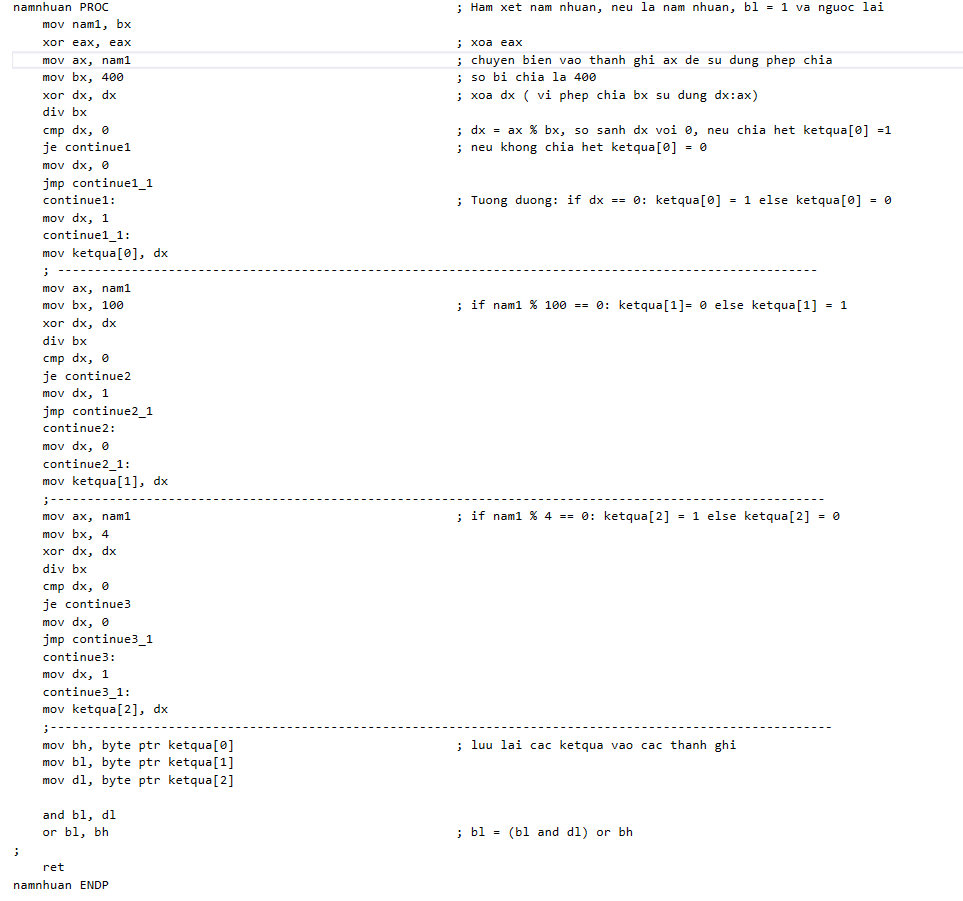 namnhuan PROC ; Ham xet nam nhuan, neu la nam nhuan, bl = 1 va nguoc lai
mov nam1, bx
xor eax, eax ; xoa eax
mov ax, nam1 ; chuyen bien vao thanh ghi ax de su dung phep chia
mov bx, 400 ; so bi chia la 400
xor dx, dx ; xoa dx ( vi phep chia bx su dung dx:ax)
div bx
cmp dx, 0 ; dx = ax % bx, so sanh dx voi 0, neu chia het ketqua[0] =1
je continue1 ; neu khong chia het ketqua[0] = 0
mov dx, 0
jmp continue1_1
continue1: ; Tuong duong: if dx == 0: ketqua[0] = 1 else ketqua[0] = 0
mov dx, 1
continue1_1:
mov ketqua[0], dx
; -------------------------------------------------------------------------------------------------------
mov ax, nam1
mov bx, 100 ; if nam1 % 100 == 0: ketqua[1]= 0 else ketqua[1] = 1
xor dx, dx
div bx
cmp dx, 0
je continue2
mov dx, 1
jmp continue2_1
continue2:
mov dx, 0
continue2_1:
mov ketqua[1], dx
;---------------------------------------------------------------------------------------------------------
mov ax, nam1 ; if nam1 % 4 == 0: ketqua[2] = 1 else ketqua[2] = 0
mov bx, 4
xor dx, dx
div bx
cmp dx, 0
je continue3
mov dx, 0
jmp continue3_1
continue3:
mov dx, 1
continue3_1:
mov ketqua[2], dx
;----------------------------------------------------------------------------------------------------------
mov bh, byte ptr ketqua[0] ; luu lai cac ketqua vao cac thanh ghi
mov bl, byte ptr ketqua[1]
mov dl, byte ptr ketqua[2]
and bl, dl
or bl, bh ; bl = (bl and dl) or bh
;
ret
namnhuan ENDP